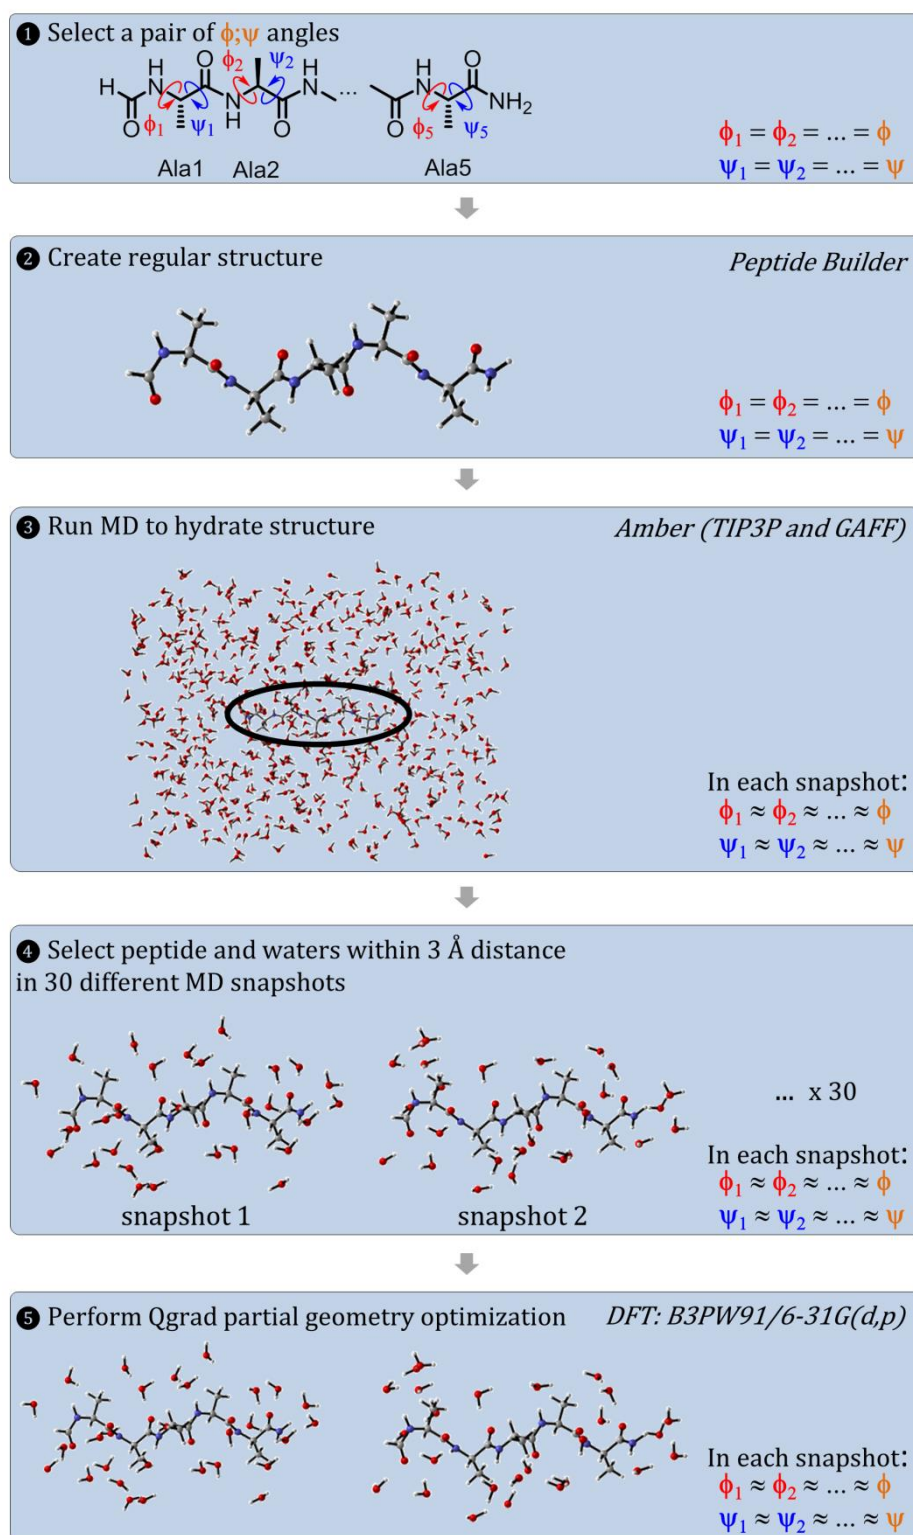 ❶ Select a pair of ϕ;ψ angles
H N H O ϕ₁ ψ₁ O N H ϕ₂ ψ₂ O H N ... O H N ϕ₅ ψ₅ O NH₂
Ala1 Ala2 Ala5
ϕ₁ = ϕ₂ = ... = ϕ
ψ₁ = ψ₂ = ... = ψ
❷ Create regular structure
Peptide Builder
ϕ₁ = ϕ₂ = ... = ϕ
ψ₁ = ψ₂ = ... = ψ
❸ Run MD to hydrate structure
Amber (TIP3P and GAFF)
In each snapshot:
ϕ₁ ≈ ϕ₂ ≈ ... ≈ ϕ
ψ₁ ≈ ψ₂ ≈ ... ≈ ψ
❹ Select peptide and waters within 3 Å distance
in 30 different MD snapshots
... x 30
snapshot 1
snapshot 2
In each snapshot:
ϕ₁ ≈ ϕ₂ ≈ ... ≈ ϕ
ψ₁ ≈ ψ₂ ≈ ... ≈ ψ
❺ Perform Qgrad partial geometry optimization
DFT: B3PW91/6-31G(d,p)
In each snapshot:
ϕ₁ ≈ ϕ₂ ≈ ... ≈ ϕ
ψ₁ ≈ ψ₂ ≈ ... ≈ ψ